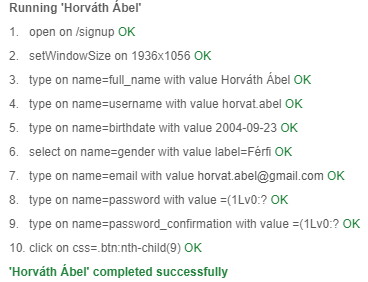 Running 'Horváth Ábel'
1. open on /signup OK
2. setWindowSize on 1936x1056 OK
3. type on name=full_name with value Horváth Ábel OK
4. type on name=username with value horvat.abel OK
5. type on name=birthdate with value 2004-09-23 OK
6. select on name=gender with value label=Férfi OK
7. type on name=email with value horvat.abel@gmail.com OK
8. type on name=password with value =(1Lv0:? OK
9. type on name=password_confirmation with value =(1Lv0:? OK
10. click on css=.btn:nth-child(9) OK
'Horváth Ábel' completed successfully